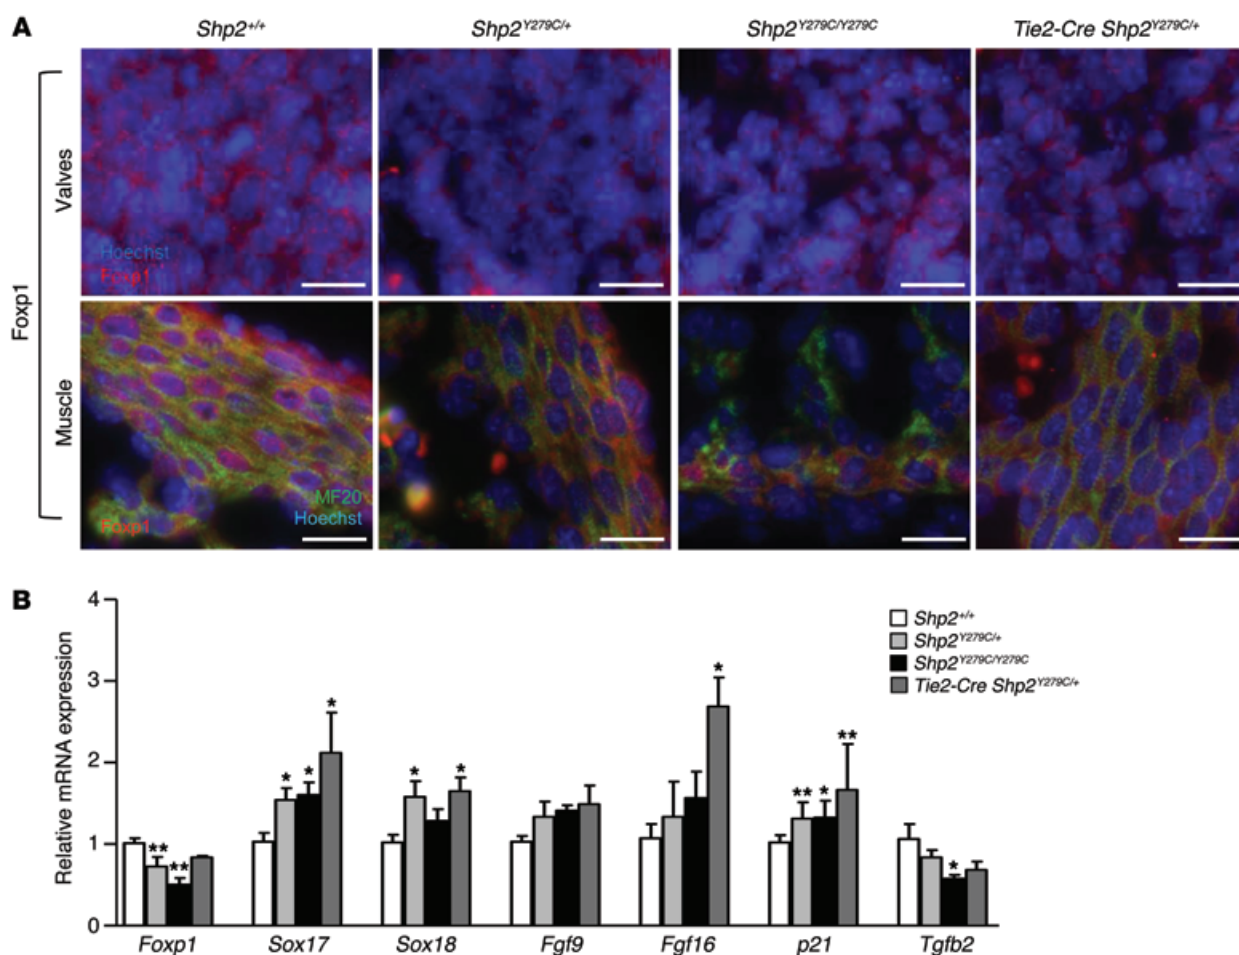 A
Shp2+/+ Shp2Y279C/+ Shp2Y279C/Y279C Tie2-Cre Shp2Y279C/+
Foxp1
Valves
Hoechst
Foxp1
Muscle
MF20
Hoechst
Foxp1
B
Relative mRNA expression
4
3
2
1
0
Shp2+/+
Shp2Y279C/+
Shp2Y279C/Y279C
Tie2-Cre Shp2Y279C/+
** ** * * * * * * ** * ** *
Foxp1 Sox17 Sox18 Fgf9 Fgf16 p21 Tgfb2